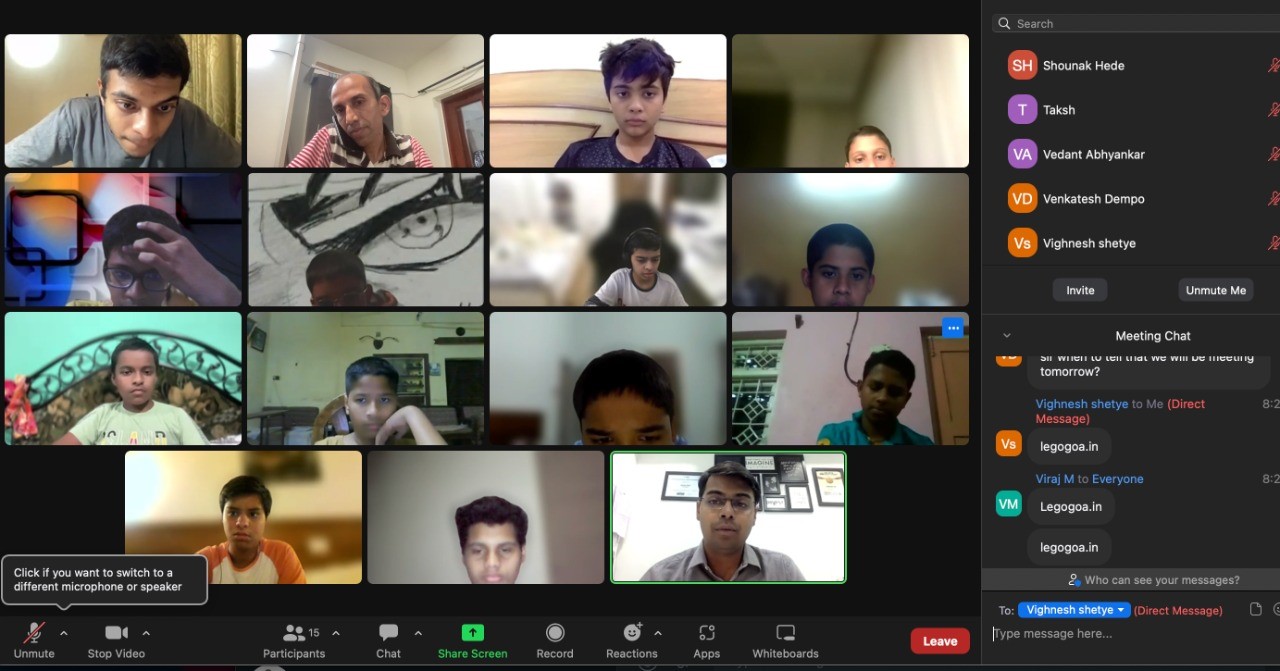 Search
SH Shounak Hede
T Taksh
VA Vedant Abhyankar
VD Venkatesh Dempo
Vs Vighnesh shetye
Invite
Unmute Me
Meeting Chat
sir when to tell that we will be meeting
tomorrow?
Vighnesh shetye to Me (Direct
Message)
8:2
Vs legogoa.in
Viraj M to Everyone
8:2
VM Legogoa.in
legogoa.in
Who can see your messages?
To: Vighnesh shetye (Direct Message)
Type message here...
IMAGINE
Click if you want to switch to a
different microphone or speaker
Unmute
Stop Video
15
Participants
Chat
Share Screen
Record
Reactions
Apps
Whiteboards
Leave